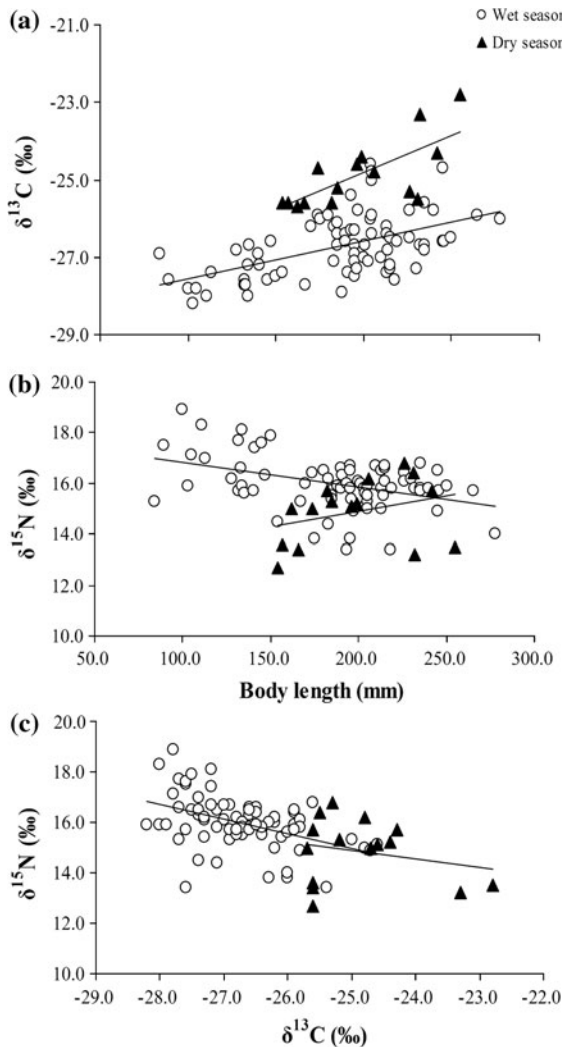 (a)
Wet season
Dry season
-21.0
-23.0
-25.0
-27.0
-29.0
δ¹³C (‰)
(b)
20.0
18.0
16.0
14.0
12.0
10.0
δ¹⁵N (‰)
50.0 100.0 150.0 200.0 250.0 300.0
Body length (mm)
(c)
20.0
18.0
16.0
14.0
12.0
10.0
δ¹⁵N (‰)
-29.0 -28.0 -27.0 -26.0 -25.0 -24.0 -23.0 -22.0
δ¹³C (‰)